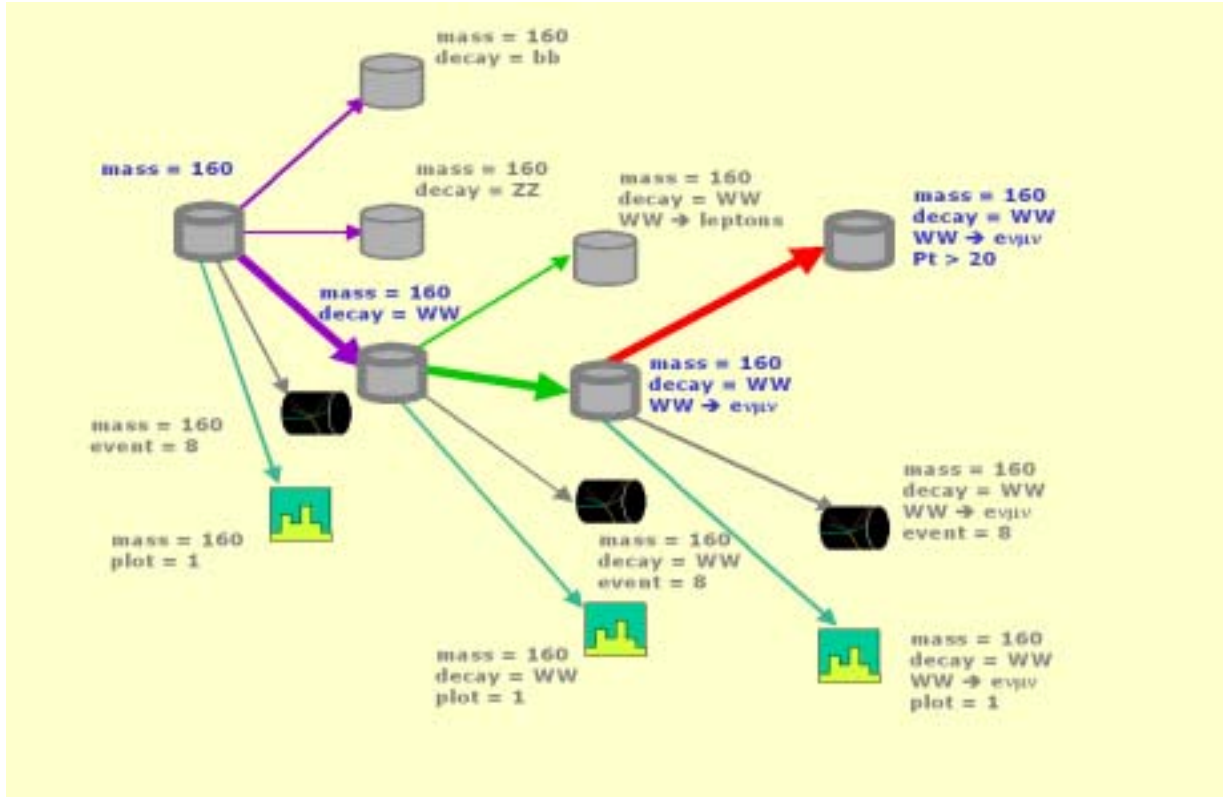 mass = 160
decay = bb
mass = 160
mass = 160
decay = ZZ
mass = 160
decay = WW
WW → leptons
mass = 160
decay = WW
WW → eνμν
Pt > 20
mass = 160
decay = WW
mass = 160
decay = WW
WW → eνμν
mass = 160
event = 8
mass = 160
plot = 1
mass = 160
decay = WW
event = 8
mass = 160
decay = WW
WW → eνμν
event = 8
mass = 160
decay = WW
plot = 1
mass = 160
decay = WW
WW → eνμν
plot = 1